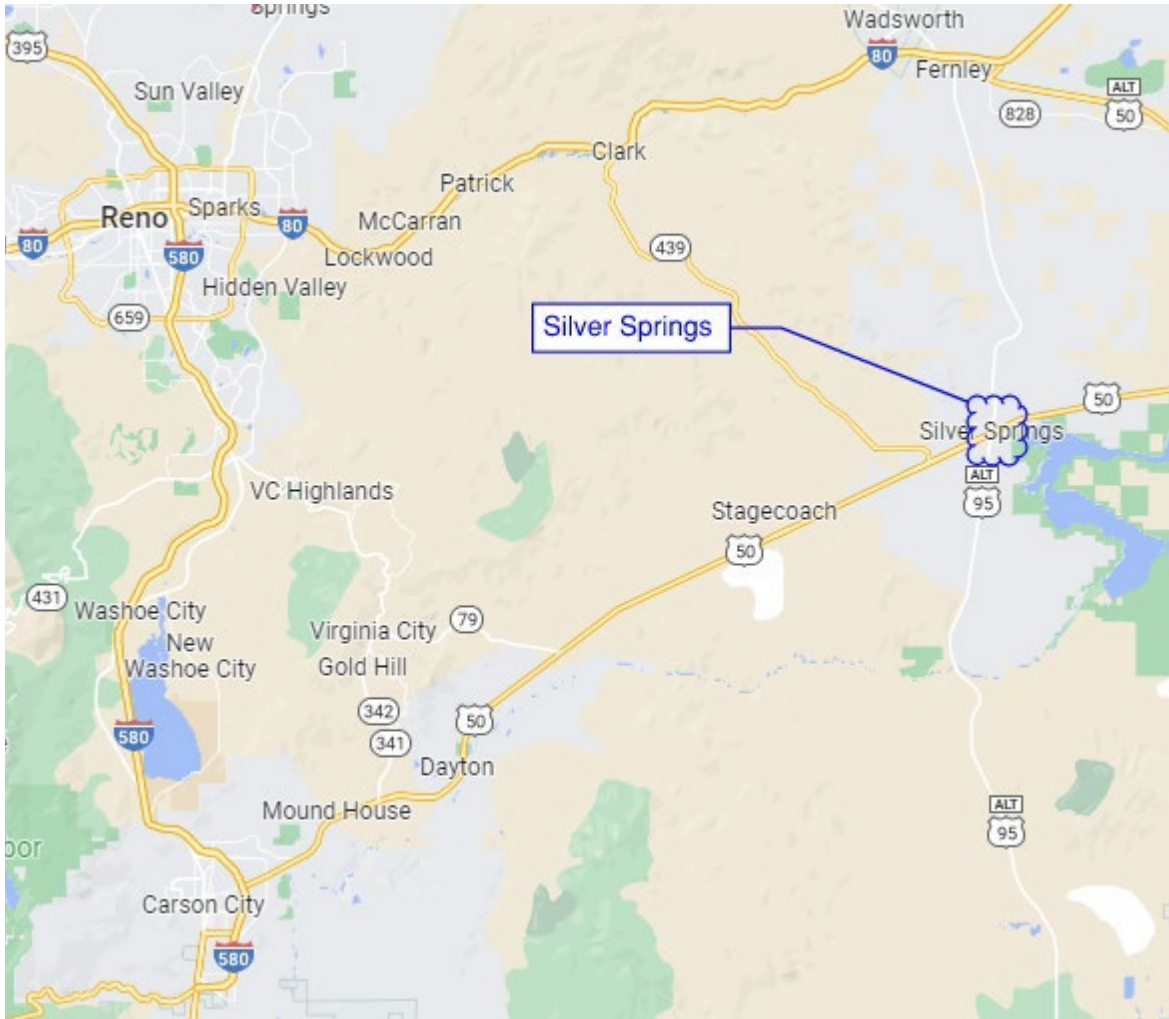 Springs
Wadsworth
395
80
Fernley
Sun Valley
ALT
50
828
Clark
Patrick
Reno
Sparks
McCarran
80
80
580
Lockwood
439
Hidden Valley
659
Silver Springs
50
Silver Springs
ALT
95
VC Highlands
Stagecoach
50
431
Washoe City
New
Washoe City
Virginia City
79
Gold Hill
342
50
341
580
Dayton
Mound House
ALT
95
Carson City
580